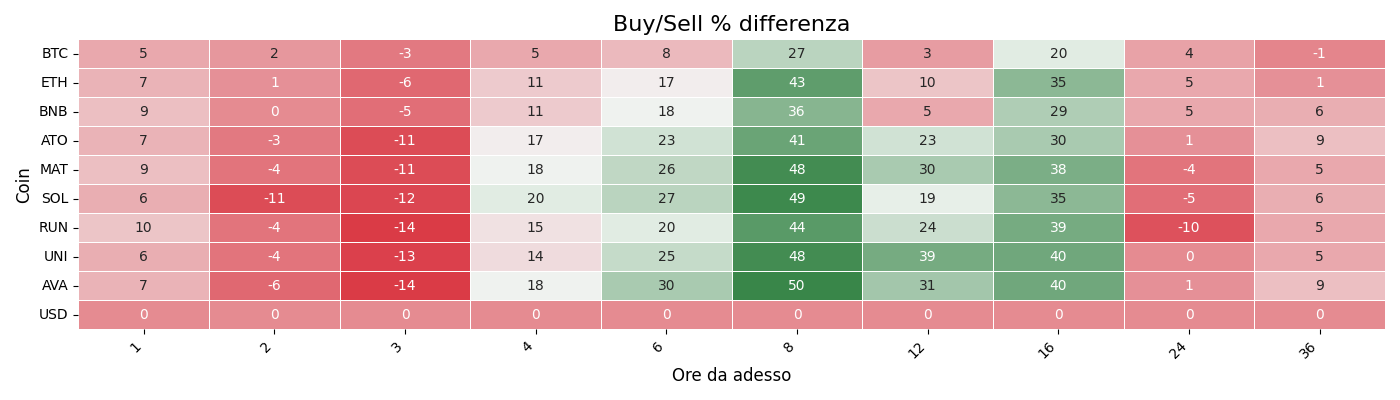 Buy/Sell % differenza
Coin
BTC 5 2 -3 5 8 27 3 20 4 -1
ETH 7 1 -6 11 17 43 10 35 5 1
BNB 9 0 -5 11 18 36 5 29 5 6
ATO 7 -3 -11 17 23 41 23 30 1 9
MAT 9 -4 -11 18 26 48 30 38 -4 5
SOL 6 -11 -12 20 27 49 19 35 -5 6
RUN 10 -4 -14 15 20 44 24 39 -10 5
UNI 6 -4 -13 14 25 48 39 40 0 5
AVA 7 -6 -14 18 30 50 31 40 1 9
USD 0 0 0 0 0 0 0 0 0 0
1 2 3 4 6 8 12 16 24 36
Ore da adesso